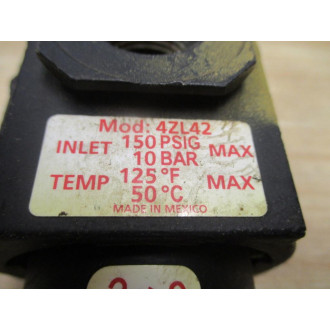 Mod: 4ZL42
INLET 150 PSIG MAX
10 BAR
TEMP 125 °F MAX
50 °C
MADE IN MEXICO